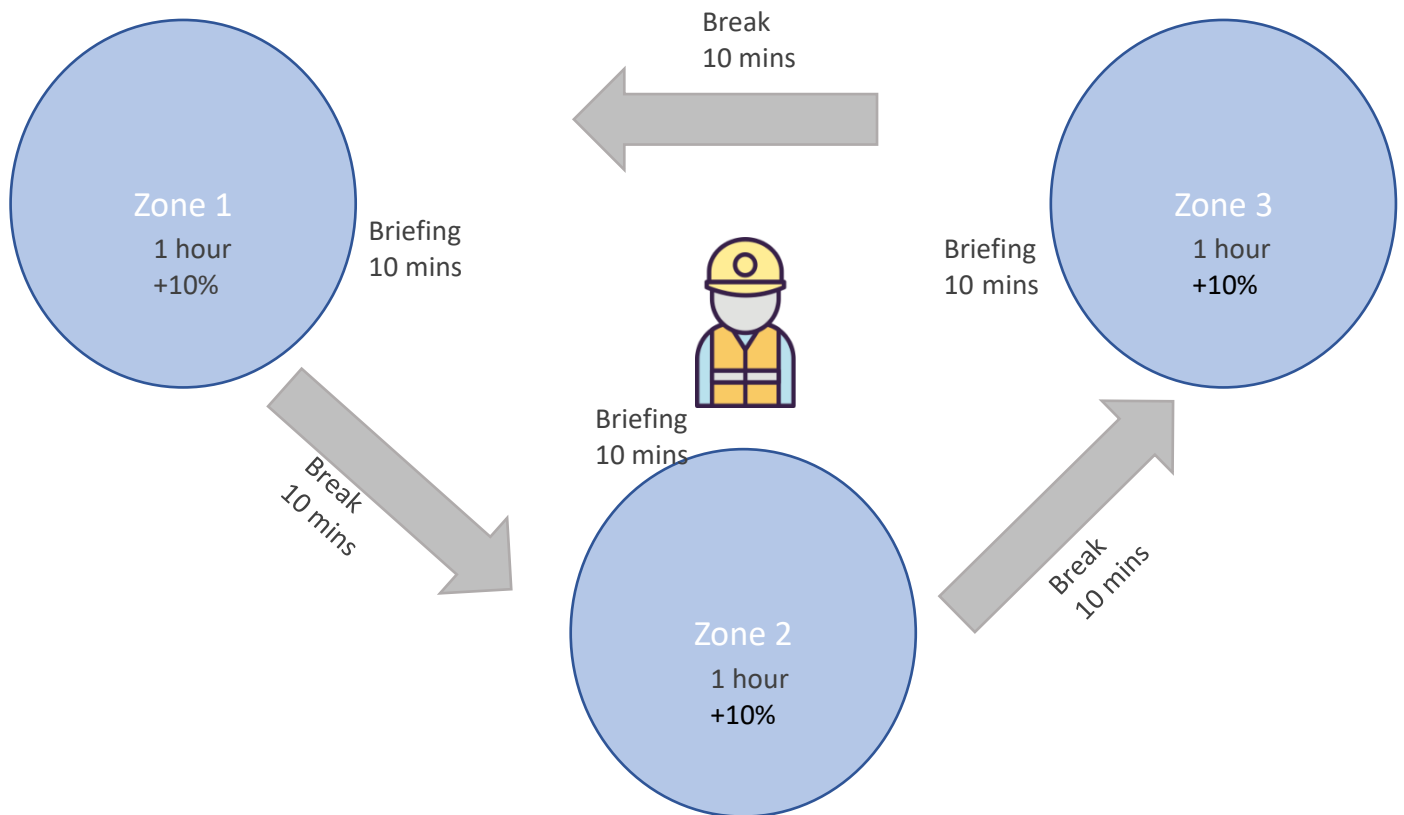 Break
10 mins
Zone 1
1 hour
+10%
Briefing
10 mins
Briefing
10 mins
Zone 3
1 hour
+10%
Briefing
10 mins
Break
10 mins
Break
10 mins
Zone 2
1 hour
+10%